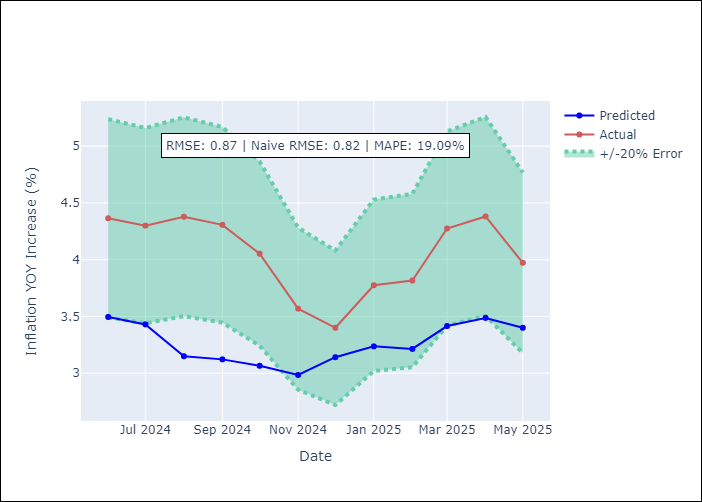 RMSE: 0.87 | Naive RMSE: 0.82 | MAPE: 19.09%
Predicted
Actual
+/-20% Error
Inflation YOY Increase (%)
5
4.5
4
3.5
3
Jul 2024
Sep 2024
Nov 2024
Jan 2025
Mar 2025
May 2025
Date